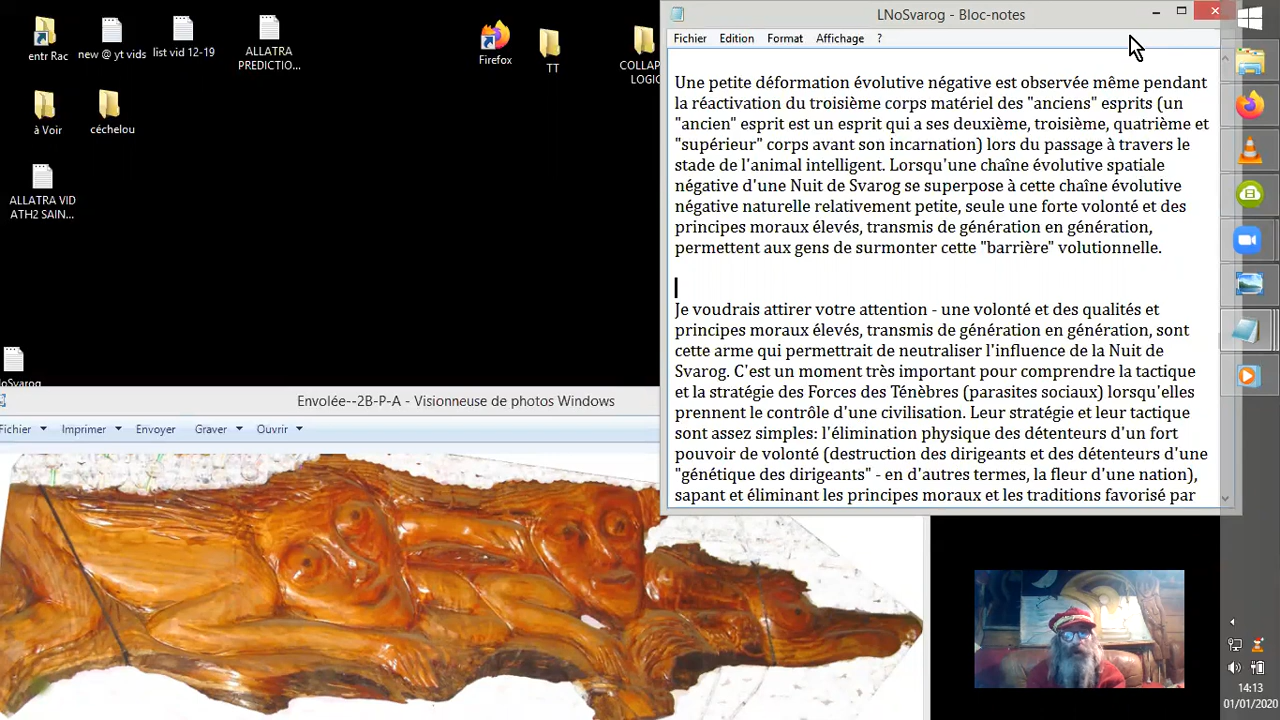 entr Rac
new @ yt vids
list vid 12-19
ALLATRA
PREDICTIO...
Firefox
TT
COLLAP
LOGIC
à Voir
céchelou
ALLATRA VID
ATH2 SAIN...
NoSvarog
LNoSvarog - Bloc-notes
Fichier Edition Format Affichage ?
Une petite déformation évolutive négative est observée même pendant
la réactivation du troisième corps matériel des "anciens" esprits (un
"ancien" esprit est un esprit qui a ses deuxième, troisième, quatrième et
"supérieur" corps avant son incarnation) lors du passage à travers le
stade de l'animal intelligent. Lorsqu'une chaîne évolutive spatiale
négative d'une Nuit de Svarog se superpose à cette chaîne évolutive
négative naturelle relativement petite, seule une forte volonté et des
principes moraux élevés, transmis de génération en génération,
permettent aux gens de surmonter cette "barrière" volutionnelle.
Je voudrais attirer votre attention - une volonté et des qualités et
principes moraux élevés, transmis de génération en génération, sont
cette arme qui permettrait de neutraliser l'influence de la Nuit de
Svarog. C'est un moment très important pour comprendre la tactique
et la stratégie des Forces des Ténèbres (parasites sociaux) lorsqu'elles
prennent le contrôle d'une civilisation. Leur stratégie et leur tactique
sont assez simples: l'élimination physique des détenteurs d'un fort
pouvoir de volonté (destruction des dirigeants et des détenteurs d'une
"génétique des dirigeants" - en d'autres termes, la fleur d'une nation),
sapant et éliminant les principes moraux et les traditions favorisé par
Envolée--2B-P-A - Visionneuse de photos Windows
Fichier Imprimer Envoyer Graver Ouvrir
14:13
01/01/2020